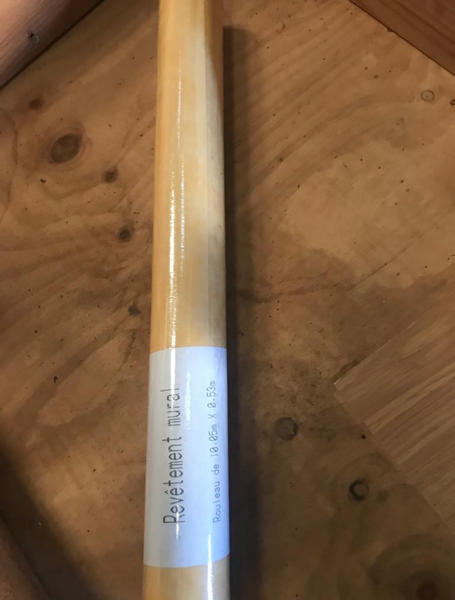 Revêtement mural
Rouleau de 10.05m X 0.53m